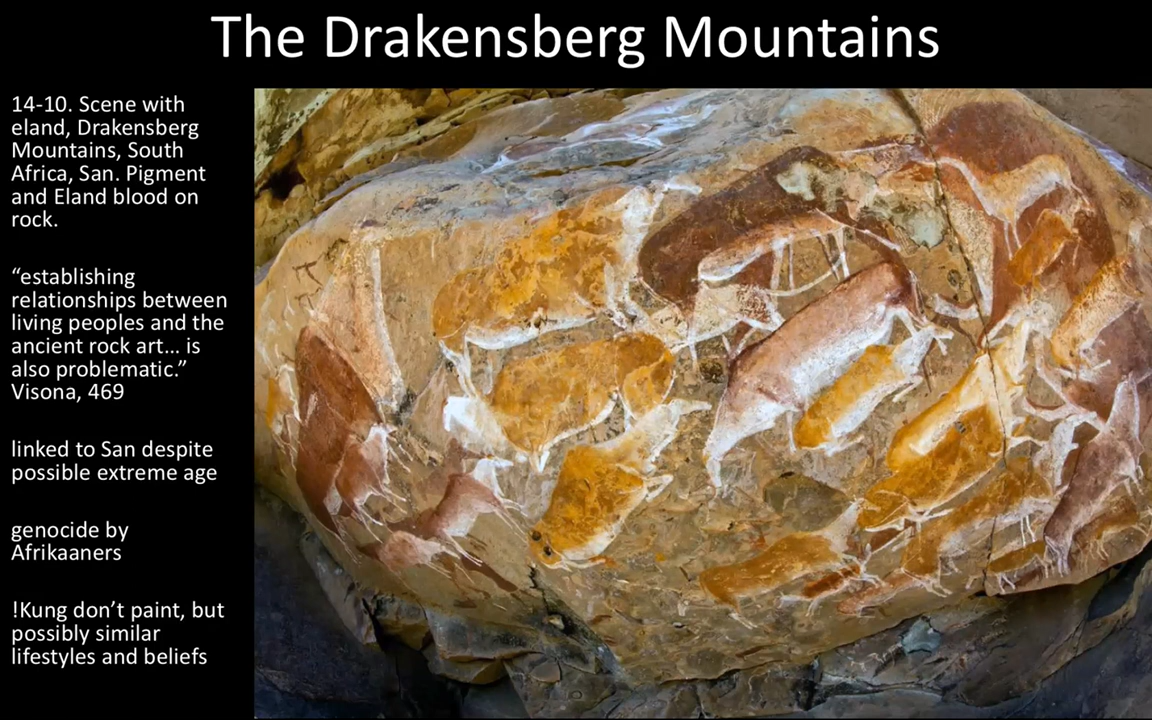 The Drakensberg Mountains
14-10. Scene with
eland, Drakensberg
Mountains, South
Africa, San. Pigment
and Eland blood on
rock.
“establishing
relationships between
living peoples and the
ancient rock art… is
also problematic.”
Visona, 469
linked to San despite
possible extreme age
genocide by
Afrikaaners
!Kung don’t paint, but
possibly similar
lifestyles and beliefs